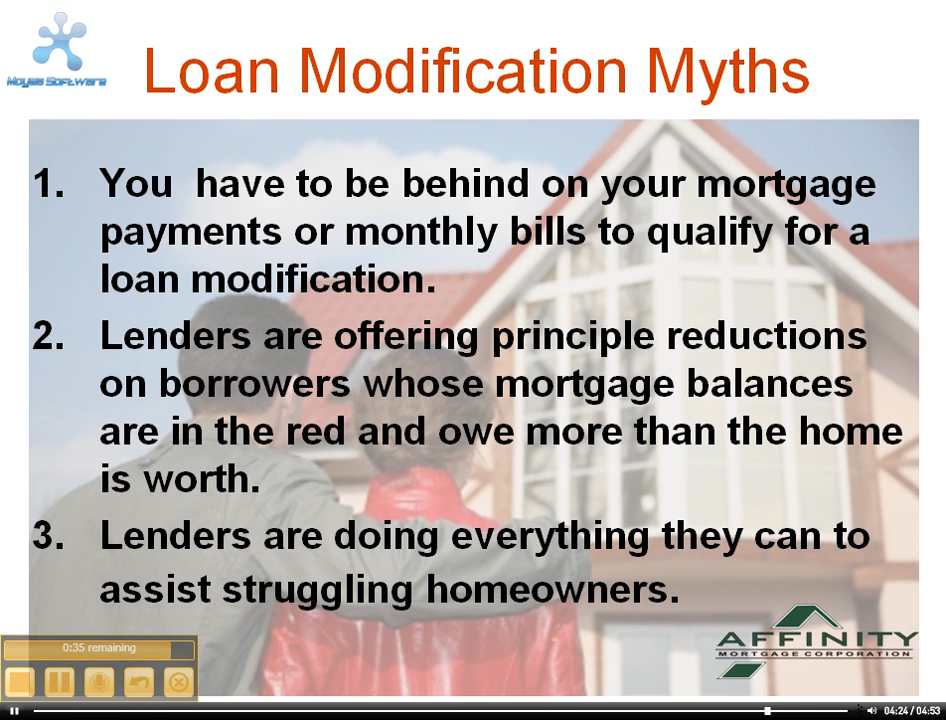 Moyea Software
Loan Modification Myths
1. You have to be behind on your mortgage
payments or monthly bills to qualify for a
loan modification.
2. Lenders are offering principle reductions
on borrowers whose mortgage balances
are in the red and owe more than the home
is worth.
3. Lenders are doing everything they can to
assist struggling homeowners.
AFFINITY
MORTGAGE CORPORATION
0:35 remaining
04:24 / 04:53